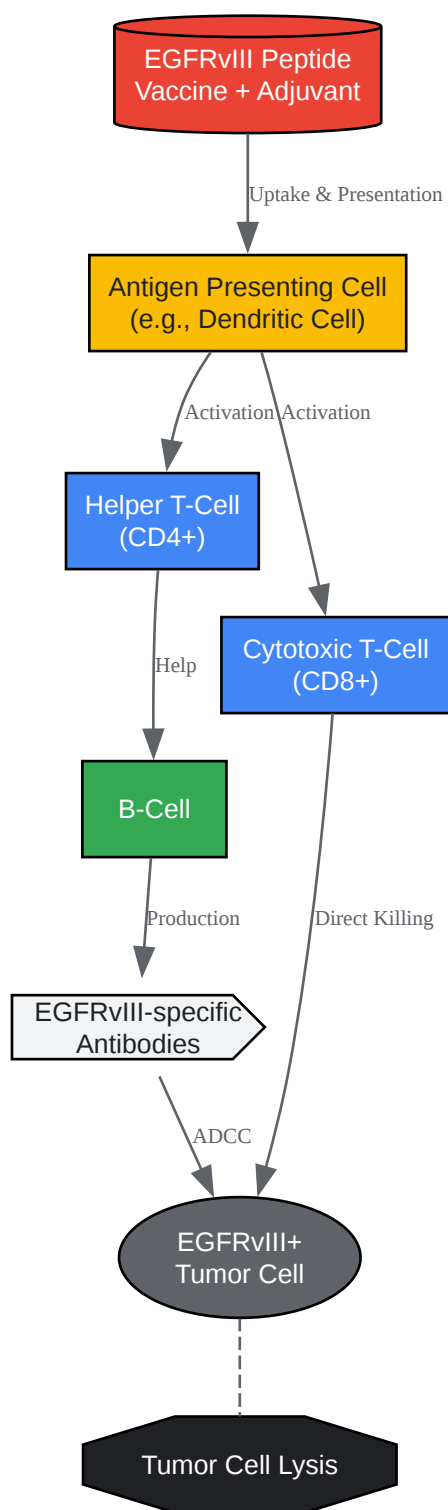 EGFRvIII Peptide
Vaccine + Adjuvant
Uptake & Presentation
Antigen Presenting Cell
(e.g., Dendritic Cell)
Activation
Activation
Helper T-Cell
(CD4+)
Cytotoxic T-Cell
(CD8+)
Help
B-Cell
Production
Direct Killing
EGFRvIII-specific
Antibodies
ADCC
EGFRvIII+
Tumor Cell
Tumor Cell Lysis